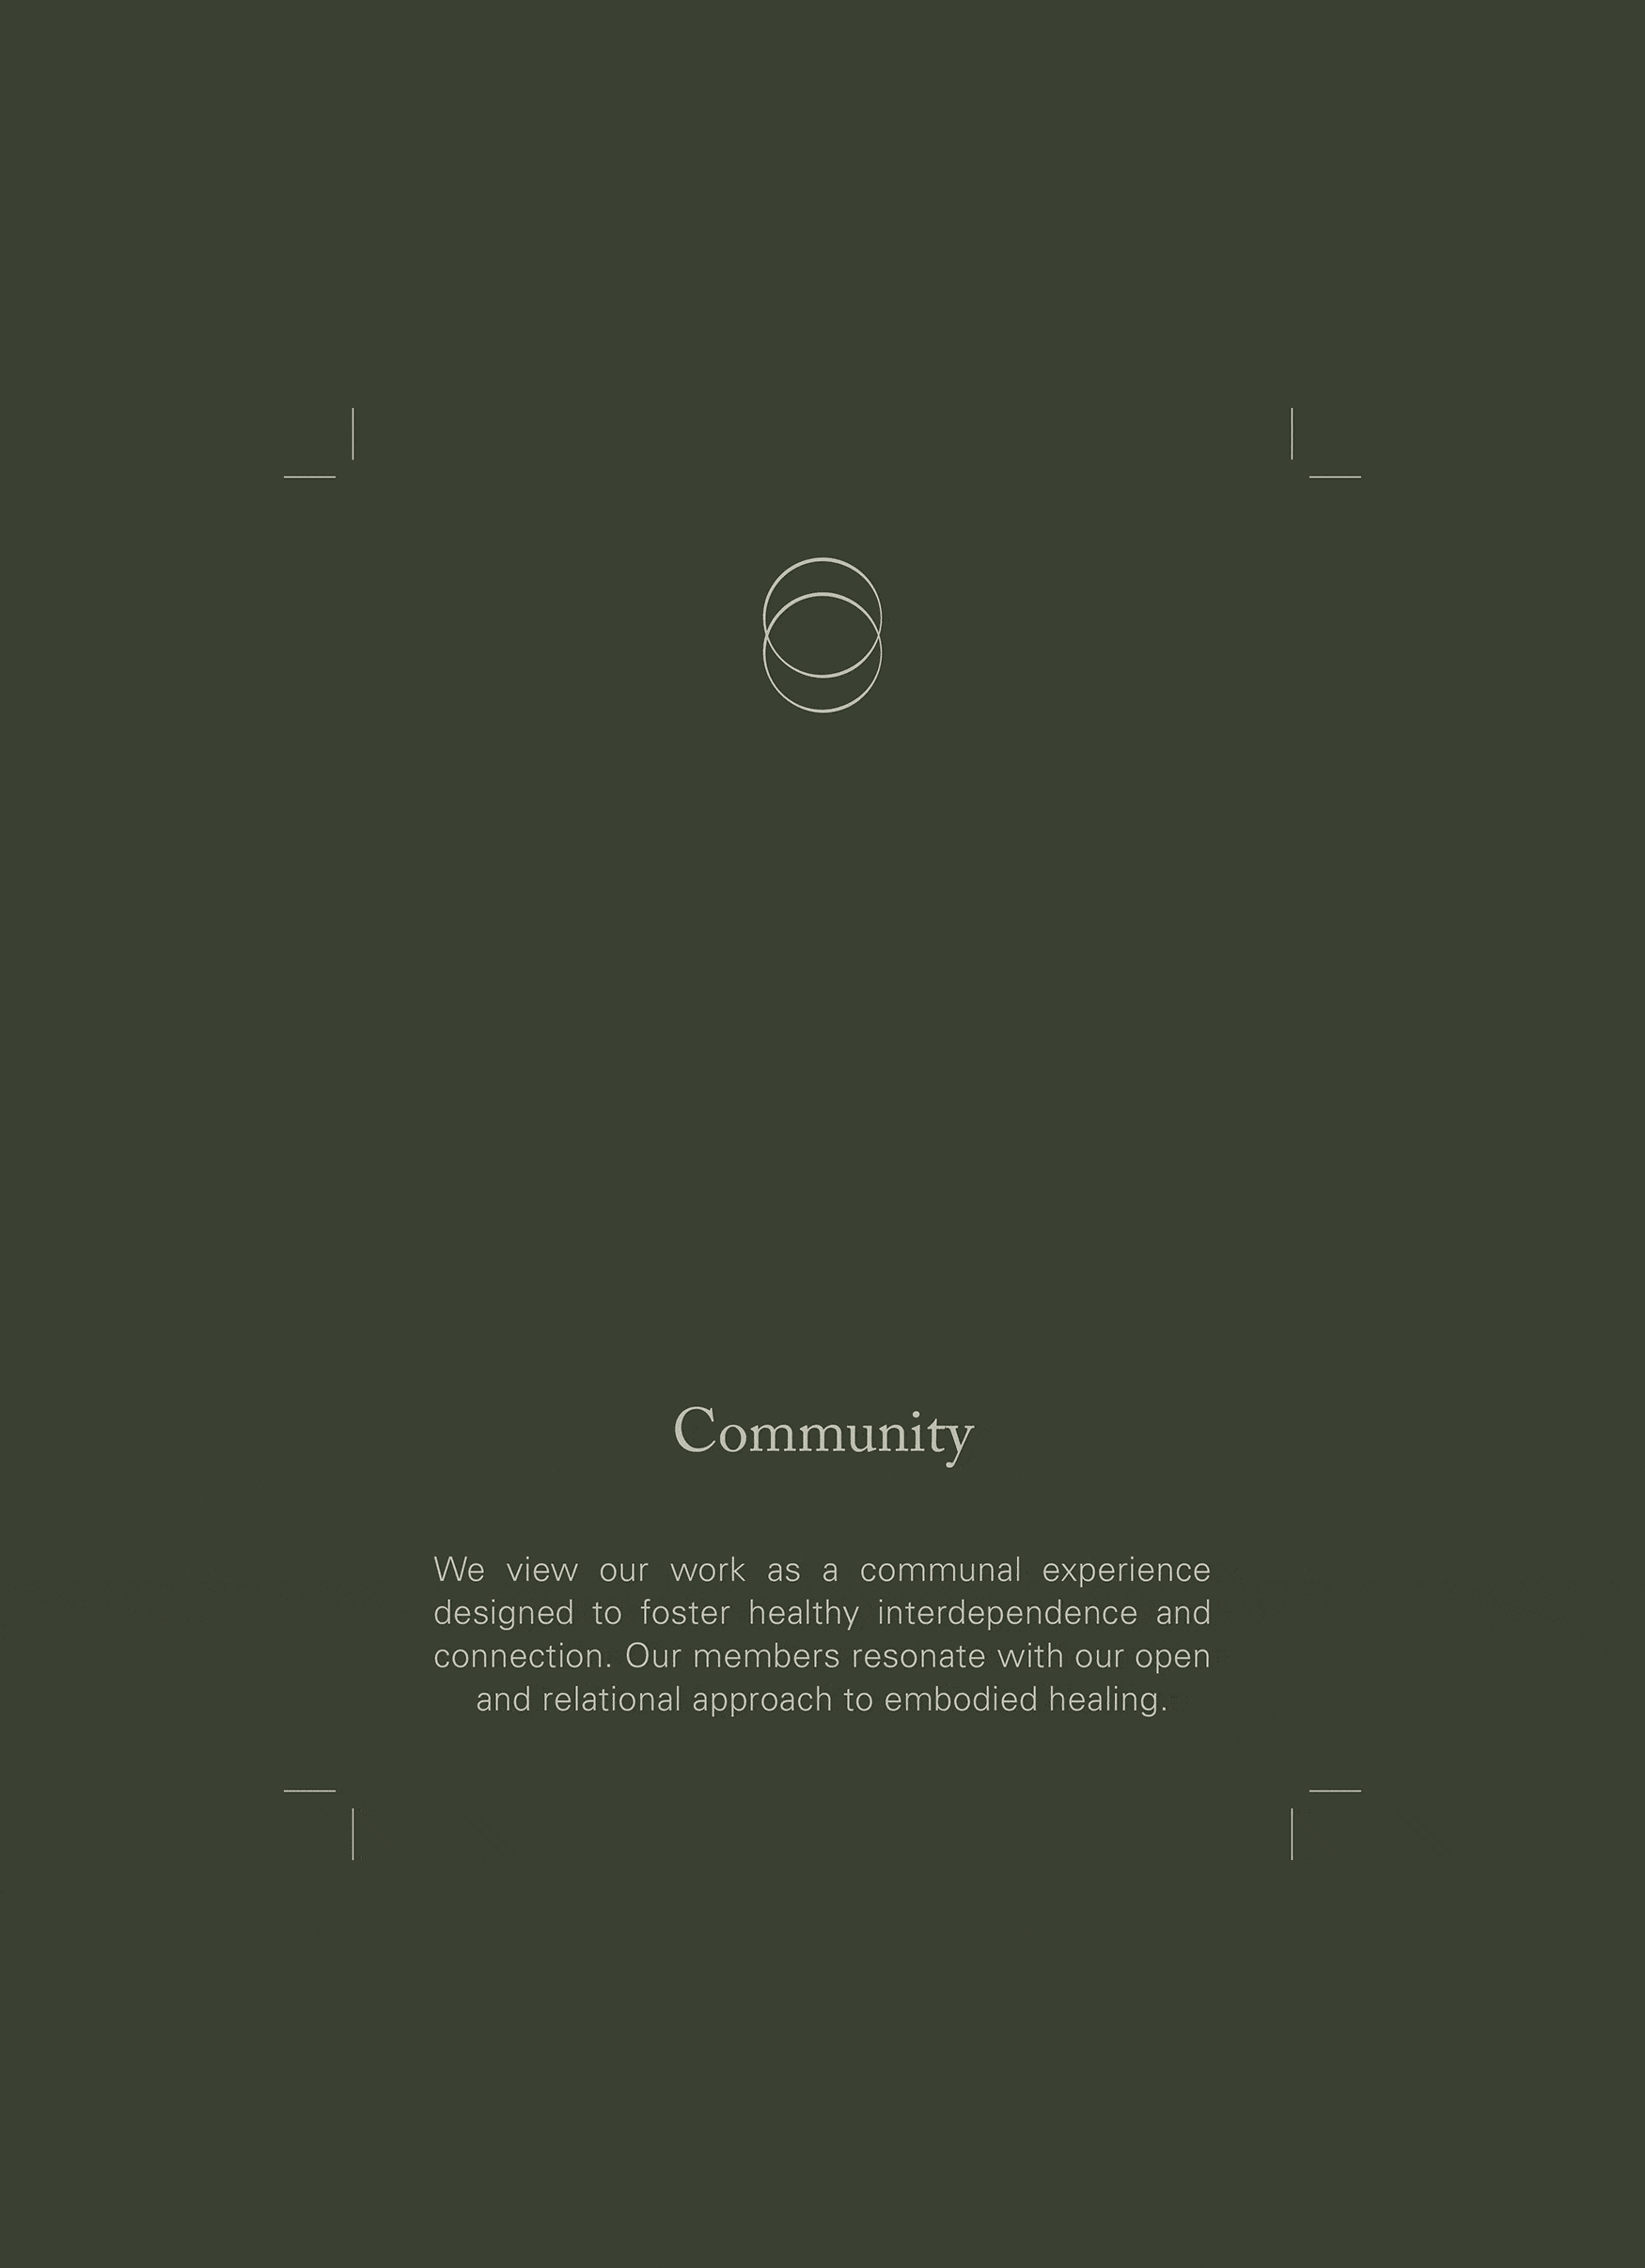 Community
We view our work as a communal experience
designed to foster healthy interdependence and
connection. Our members resonate with our open
and relational approach to embodied healing.